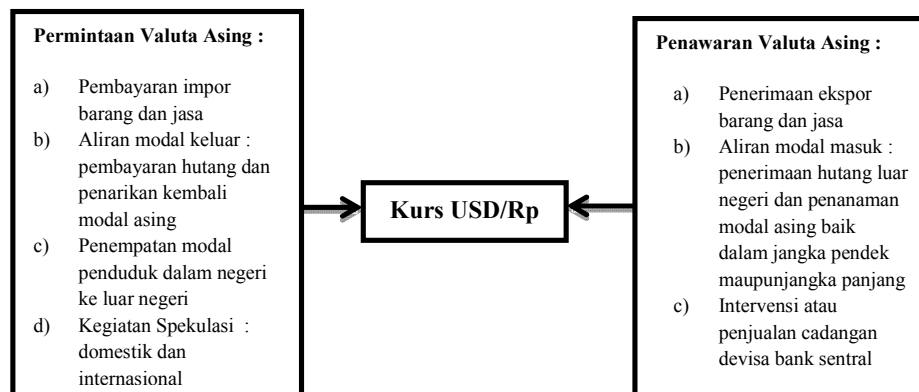 Permintaan Valuta Asing :
a) Pembayaran impor
barang dan jasa
b) Aliran modal keluar :
pembayaran hutang dan
penarikan kembali
modal asing
c) Penempatan modal
penduduk dalam negeri
ke luar negeri
d) Kegiatan Spekulasi :
domestik dan
internasional
Kurs USD/Rp
Penawaran Valuta Asing :
a) Penerimaan ekspor
barang dan jasa
b) Aliran modal masuk :
penerimaan hutang luar
negeri dan penanaman
modal asing baik
dalam jangka pendek
maupunjangka panjang
c) Intervensi atau
penjualan cadangan
devisa bank sentral